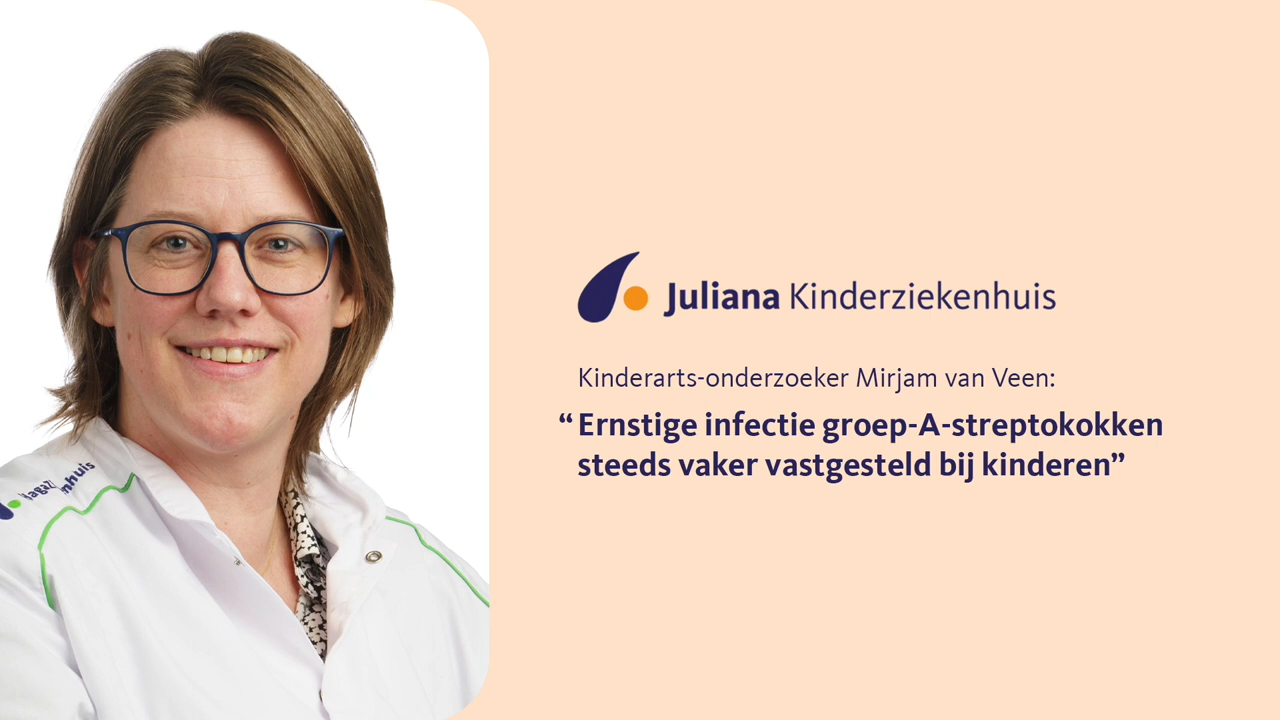 Juliana Kinderziekenhuis
Kinderarts-onderzoeker Mirjam van Veen:
“Ernstige infectie groep-A-streptokokken
steeds vaker vastgesteld bij kinderen”